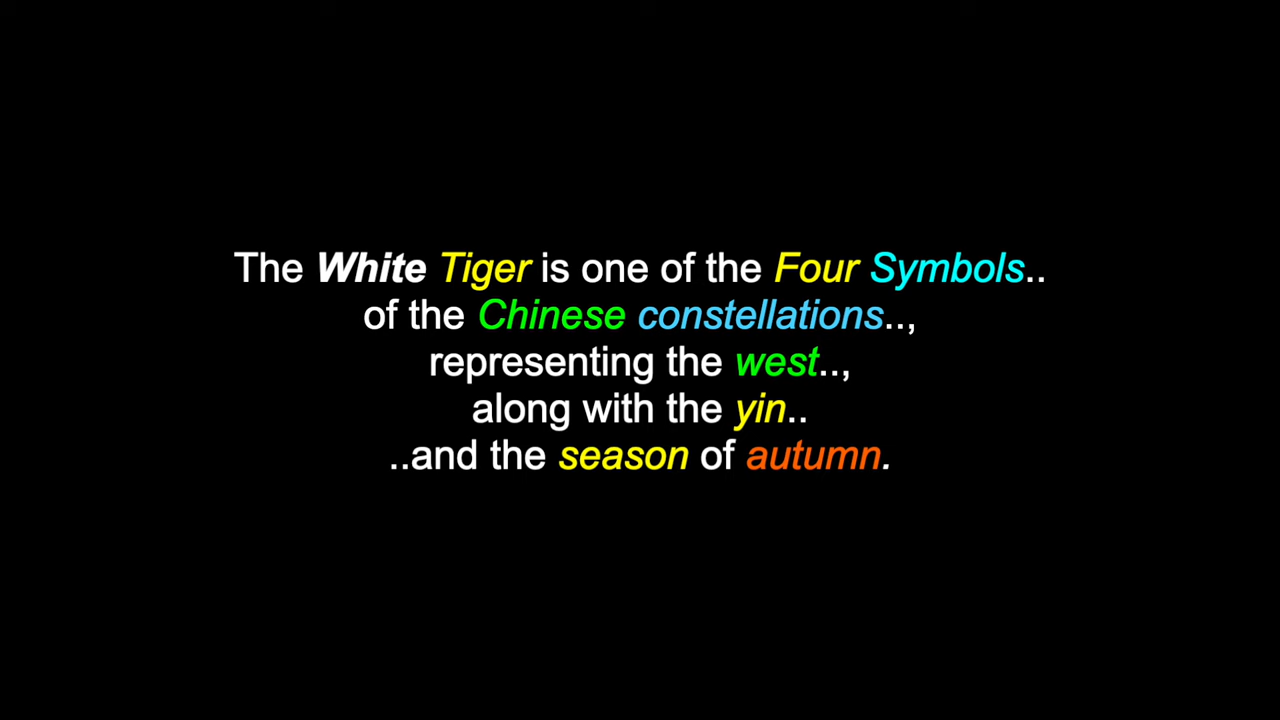 The White Tiger is one of the Four Symbols..
of the Chinese constellations..,
representing the west..,
along with the yin..
..and the season of autumn.